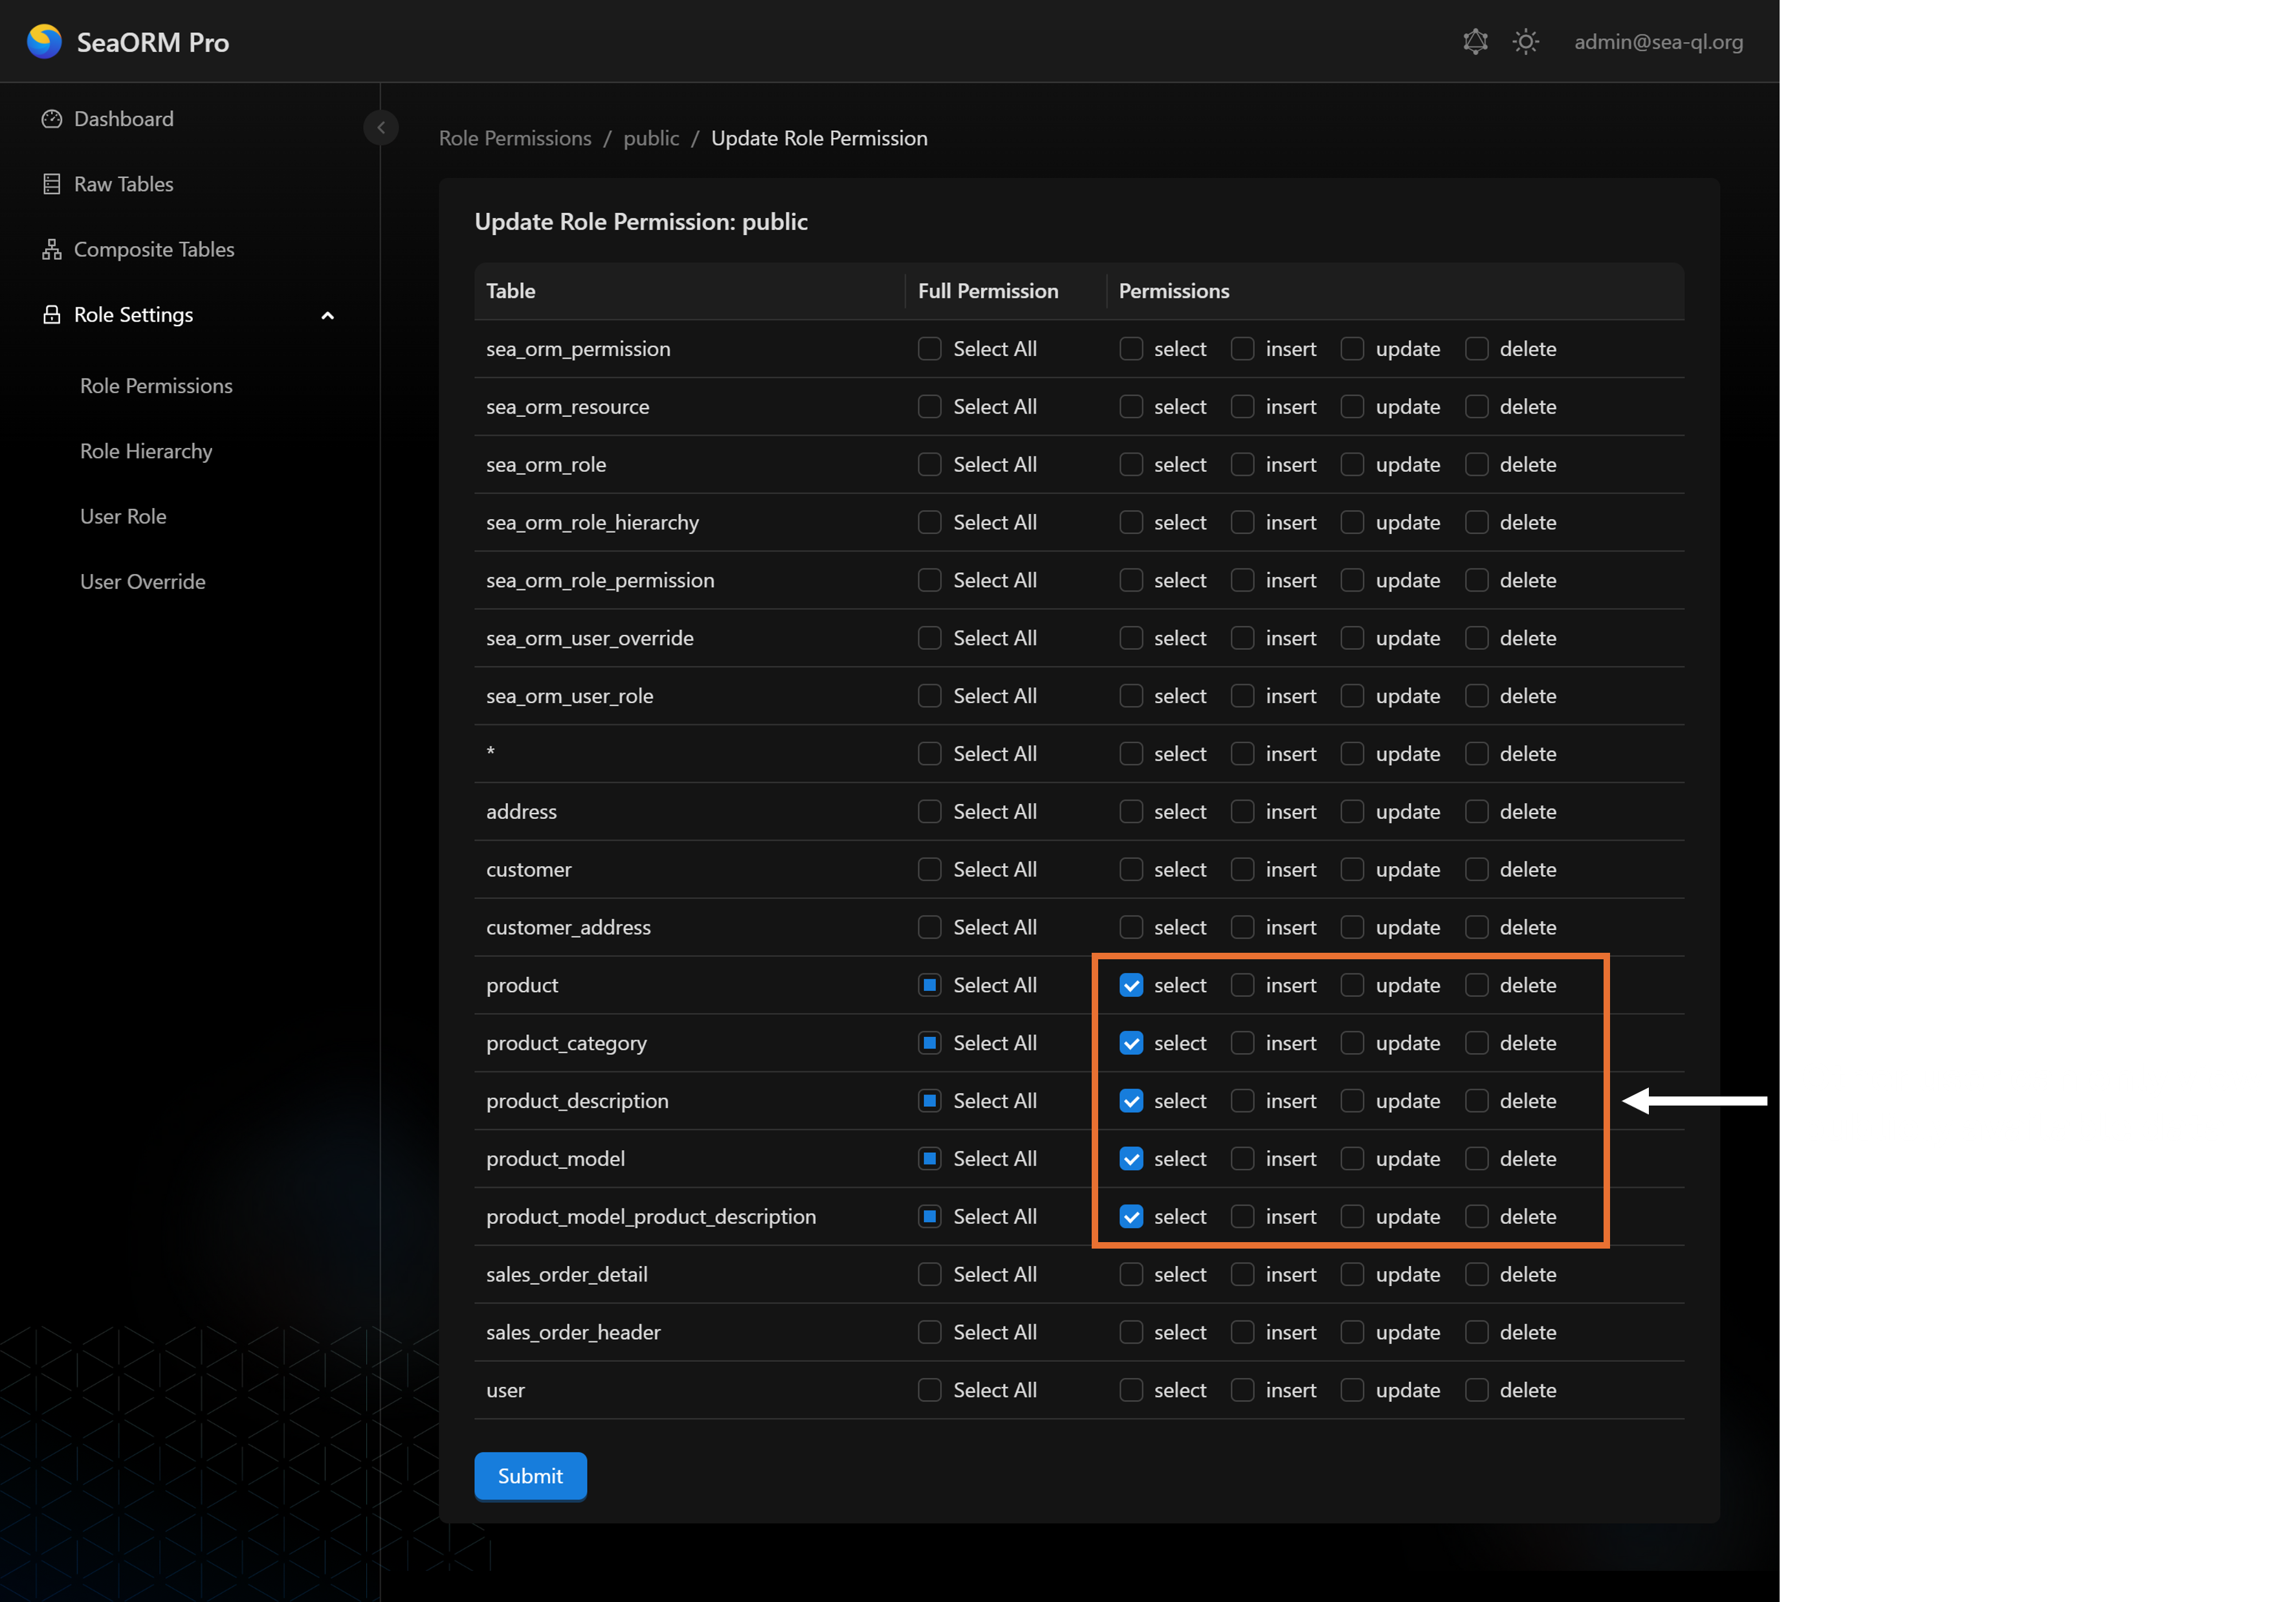 SeaORM Pro
admin@sea-ql.org
Dashboard
Raw Tables
Composite Tables
Role Settings
Role Permissions
Role Hierarchy
User Role
User Override
Role Permissions / public / Update Role Permission
Update Role Permission: public
Table Full Permission Permissions
sea_orm_permission Select All select insert update delete
sea_orm_resource Select All select insert update delete
sea_orm_role Select All select insert update delete
sea_orm_role_hierarchy Select All select insert update delete
sea_orm_role_permission Select All select insert update delete
sea_orm_user_override Select All select insert update delete
sea_orm_user_role Select All select insert update delete
* Select All select insert update delete
address Select All select insert update delete
customer Select All select insert update delete
customer_address Select All select insert update delete
product Select All select insert update delete
product_category Select All select insert update delete
product_description Select All select insert update delete
product_model Select All select insert update delete
product_model_product_description Select All select insert update delete
sales_order_detail Select All select insert update delete
sales_order_header Select All select insert update delete
user Select All select insert update delete
Submit